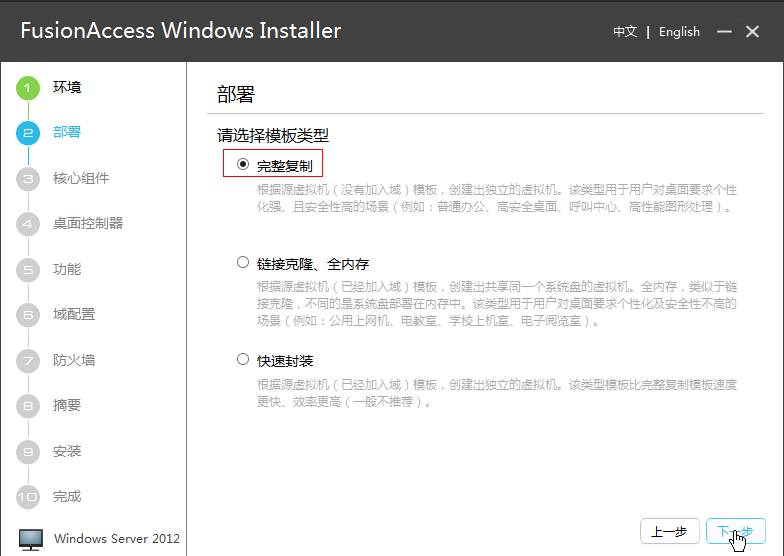 FusionAccess Windows Installer
中文 | English
1 环境
2 部署
3 核心组件
4 桌面控制器
5 功能
6 域配置
7 防火墙
8 摘要
9 安装
10 完成
Windows Server 2012
部署
请选择模板类型
完整复制
根据源虚拟机（没有加入域）模板，创建出独立的虚拟机。该类型用于用户对桌面要求个性
化强、且安全性高的场景（例如：普通办公、高安全桌面、呼叫中心、高性能图形处理）。
链接克隆、全内存
根据源虚拟机（已经加入域）模板，创建出共享同一个系统盘的虚拟机。全内存，类似于链
接克隆，不同的是系统盘部署在内存中。该类型用于用户对桌面要求个性化及安全性不高的
场景（例如：公用上网机、电教室、学校上机室、电子阅览室）。
快速封装
根据源虚拟机（已经加入域）模板，创建出独立的虚拟机。该类型模板比完整复制模板速度
更快、效率更高（一般不推荐）。
上一步
下一步